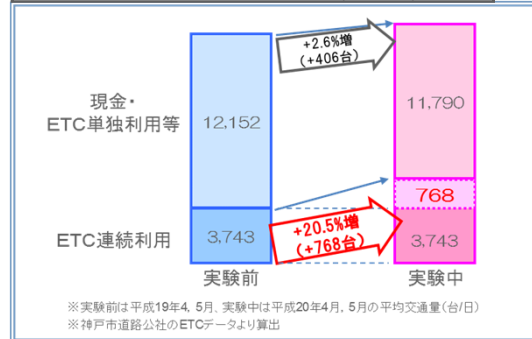 +2.6%増
(+406台)
現金・
ETC単独利用等
12,152
11,790
768
+20.5%増
(+768台)
ETC連続利用
3,743
3,743
実験前
実験中
※実験前は平成19年4, 5月、実験中は平成20年4月, 5月の平均交通量(台/日)
※神戸市道路公社のETCデータより算出